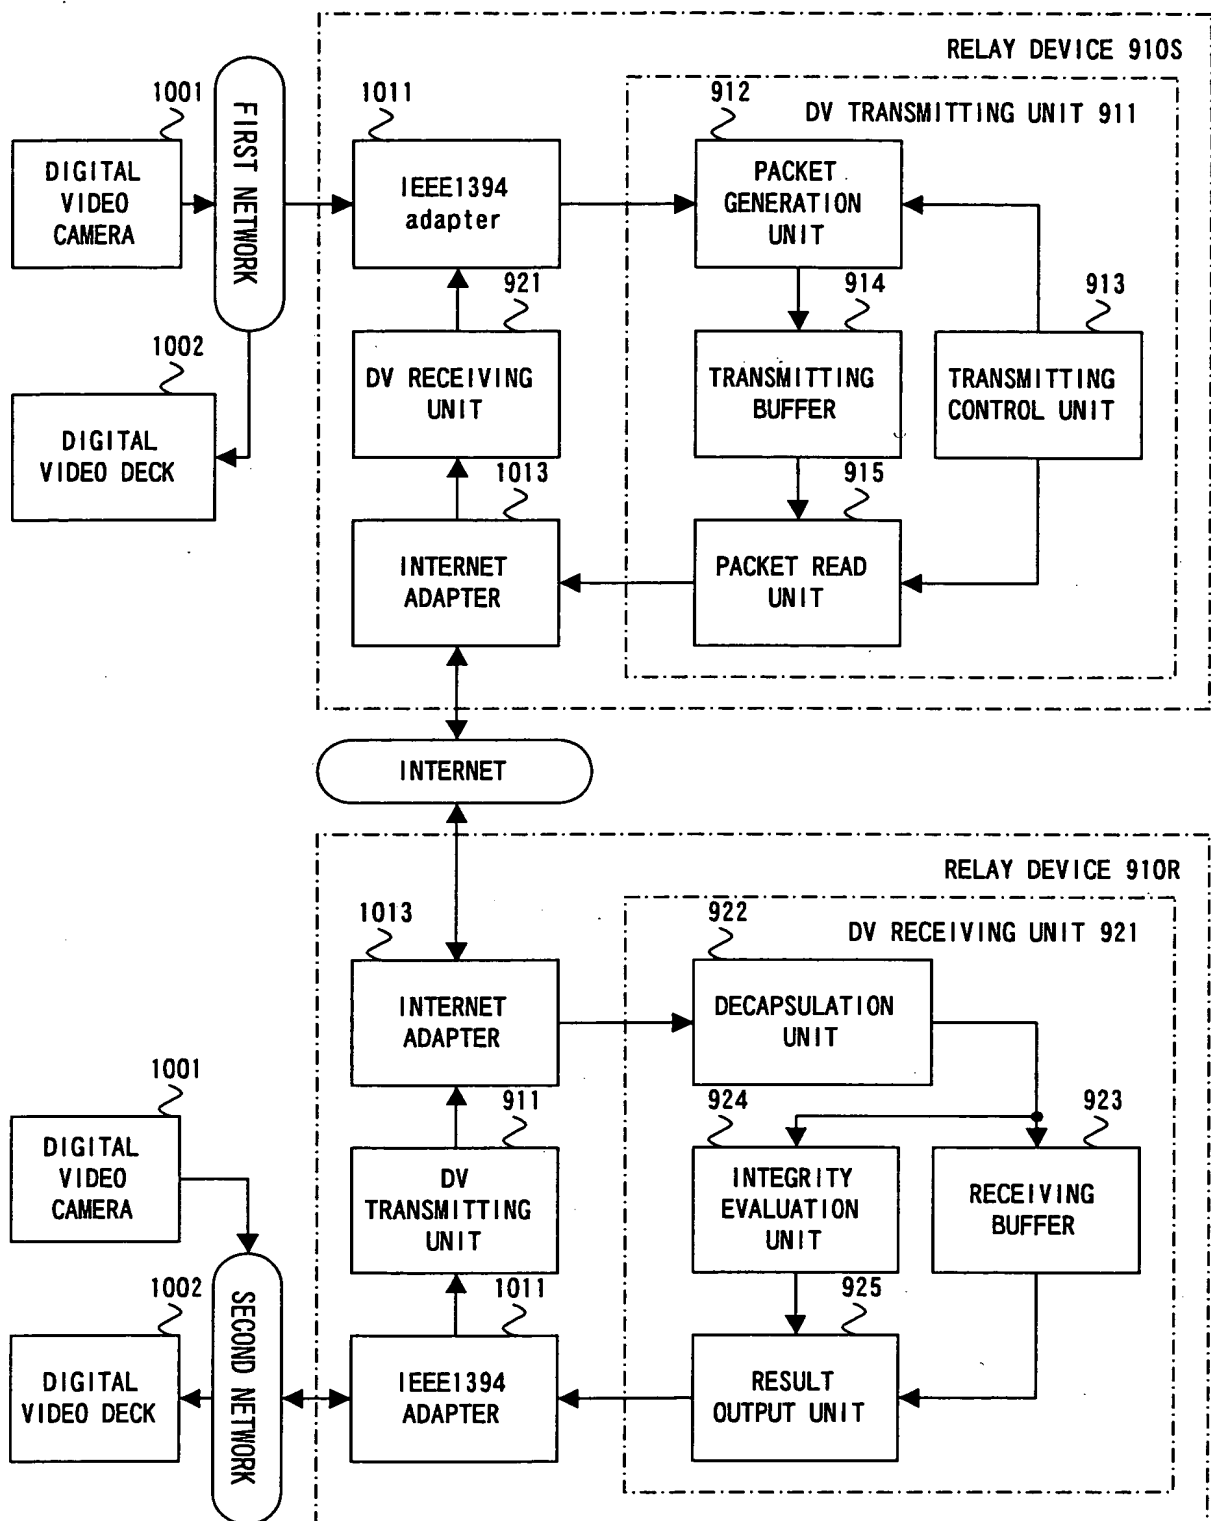 RELAY DEVICE 910S
1001
1011
912
DV TRANSMITTING UNIT 911
DIGITAL
VIDEO
CAMERA
FIRST NETWORK
IEEE1394
adapter
PACKET
GENERATION
UNIT
921
914
913
1002
DV RECEIVING
UNIT
TRANSMITTING
BUFFER
TRANSMITTING
CONTROL UNIT
DIGITAL
VIDEO DECK
1013
915
INTERNET
ADAPTER
PACKET READ
UNIT
INTERNET
RELAY DEVICE 910R
1013
922
DV RECEIVING UNIT 921
INTERNET
ADAPTER
DECAPSULATION
UNIT
1001
911
924
923
DIGITAL
VIDEO
CAMERA
DV
TRANSMITTING
UNIT
INTEGRITY
EVALUATION
UNIT
RECEIVING
BUFFER
1002
SECOND NETWORK
1011
925
DIGITAL
VIDEO DECK
IEEE1394
ADAPTER
RESULT
OUTPUT UNIT